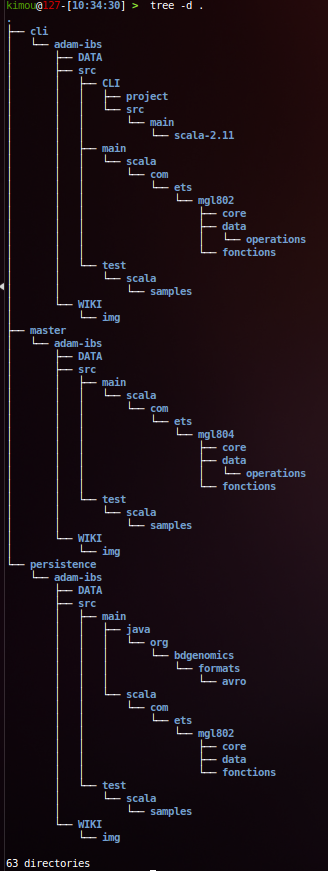 kimou@127-[10:34:30] >  tree -d .
.
├── cli
│   └── adam-ibs
│       ├── DATA
│       ├── src
│       │   ├── CLI
│       │   │   ├── project
│       │   │   └── src
│       │   │       └── main
│       │   │           └── scala-2.11
│       │   ├── main
│       │   │   └── scala
│       │   │       └── com
│       │   │           └── ets
│       │   │               └── mgl802
│       │   │                   ├── core
│       │   │                   ├── data
│       │   │                   │   └── operations
│       │   │                   └── fonctions
│       │   └── test
│       │       └── scala
│       │           └── samples
│       └── WIKI
│           └── img
├── master
│   └── adam-ibs
│       ├── DATA
│       ├── src
│       │   ├── main
│       │   │   └── scala
│       │   │       └── com
│       │   │           └── ets
│       │   │               └── mgl804
│       │   │                   ├── core
│       │   │                   ├── data
│       │   │                   │   └── operations
│       │   │                   └── fonctions
│       │   └── test
│       │       └── scala
│       │           └── samples
│       └── WIKI
│           └── img
└── persistence
    └── adam-ibs
        ├── DATA
        ├── src
        │   ├── main
        │   │   ├── java
        │   │   │   └── org
        │   │   │       └── bdgenomics
        │   │   │           └── formats
        │   │   │               └── avro
        │   │   └── scala
        │   │       └── com
        │   │           └── ets
        │   │               └── mgl802
        │   │                   ├── core
        │   │                   ├── data
        │   │                   └── fonctions
        │   └── test
        │       └── scala
        │           └── samples
        └── WIKI
            └── img

63 directories